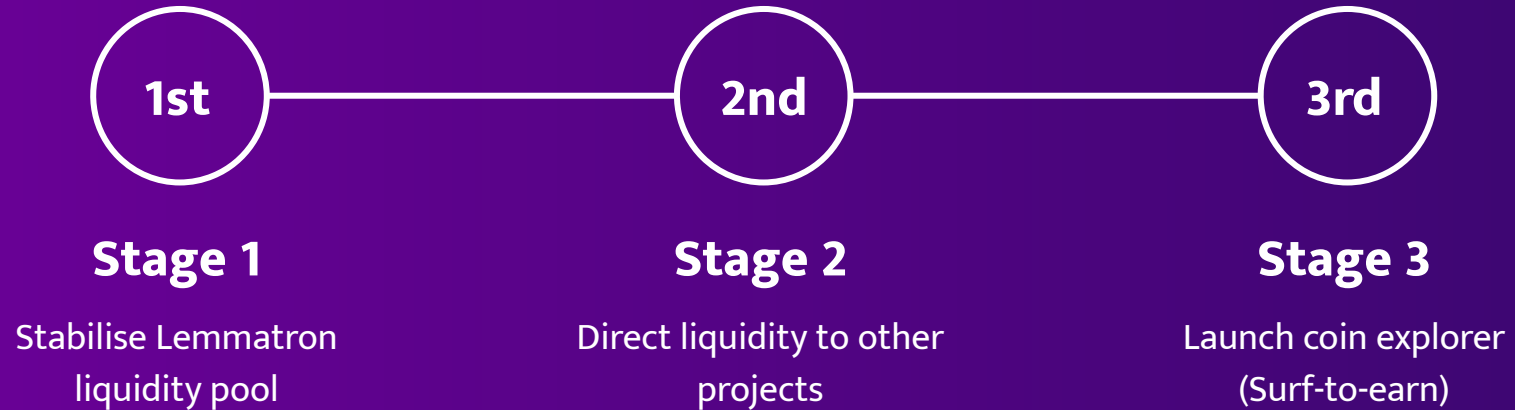 1st
2nd
3rd
Stage 1
Stage 2
Stage 3
Stabilise Lemmatron
liquidity pool
Direct liquidity to other
projects
Launch coin explorer
(Surf-to-earn)